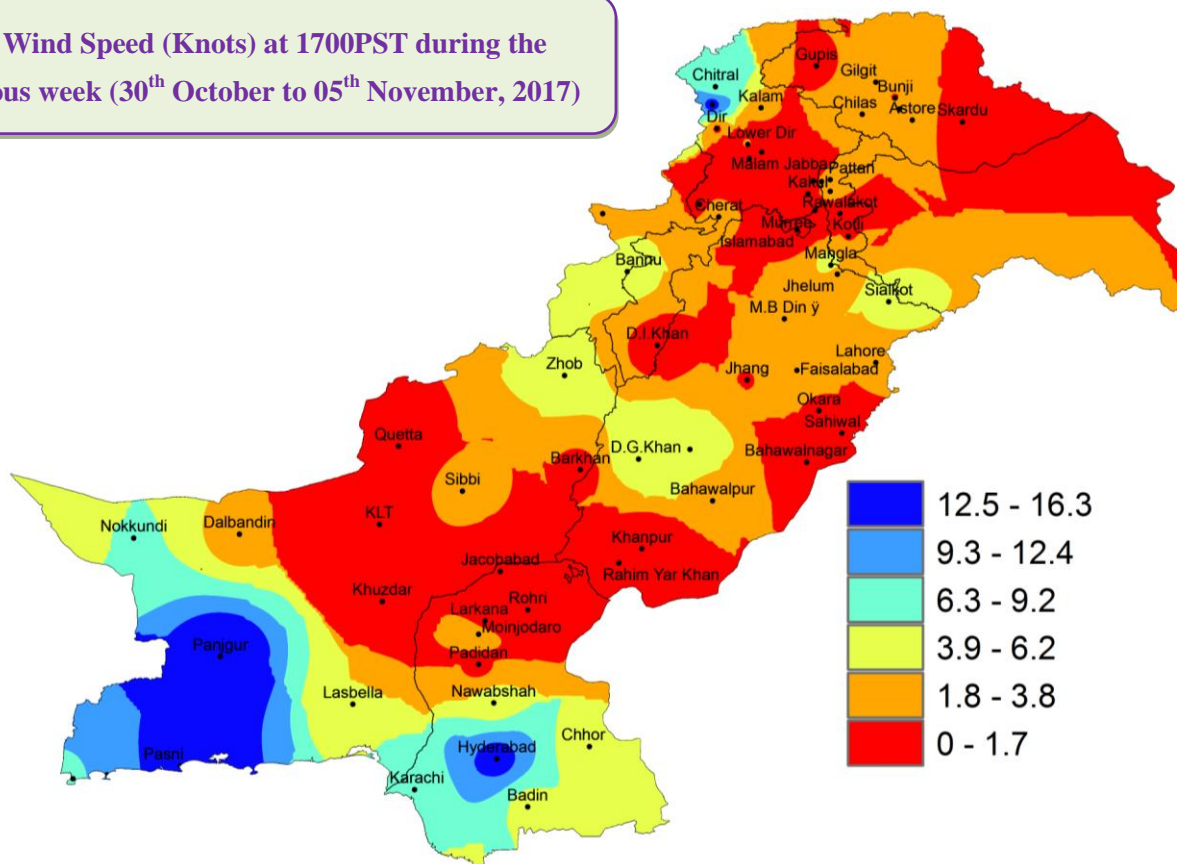 Wind Speed (Knots) at 1700PST during the
ous week (30th October to 05th November, 2017)
Gupis
Chitral
Gilgit
Bunji
Kalam
Chilas
Astore
Skardu
Dir
Lower Dir
Malam Jabba
Pattan
Kakul
Cherat
Rawalakot
Murree
Kotli
Islamabad
Mangla
Bannu
Jhelum
Sialkot
M.B Din ÿ
D.I.Khan
Lahore
Zhob
Jhang
Faisalabad
Okara
Sahiwal
Quetta
D.G.Khan
Bahawalnagar
Barkhan
Sibbi
Bahawalpur
Nokkundi
Dalbandin
KLT
Khanpur
Jacobabad
Rahim Yar Khan
Khuzdar
Rohri
Larkana
Moinjodaro
Panjgur
Padidan
Lasbella
Nawabshah
Chhor
Hyderabad
Pasni
Karachi
Badin
12.5 - 16.3
9.3 - 12.4
6.3 - 9.2
3.9 - 6.2
1.8 - 3.8
0 - 1.7